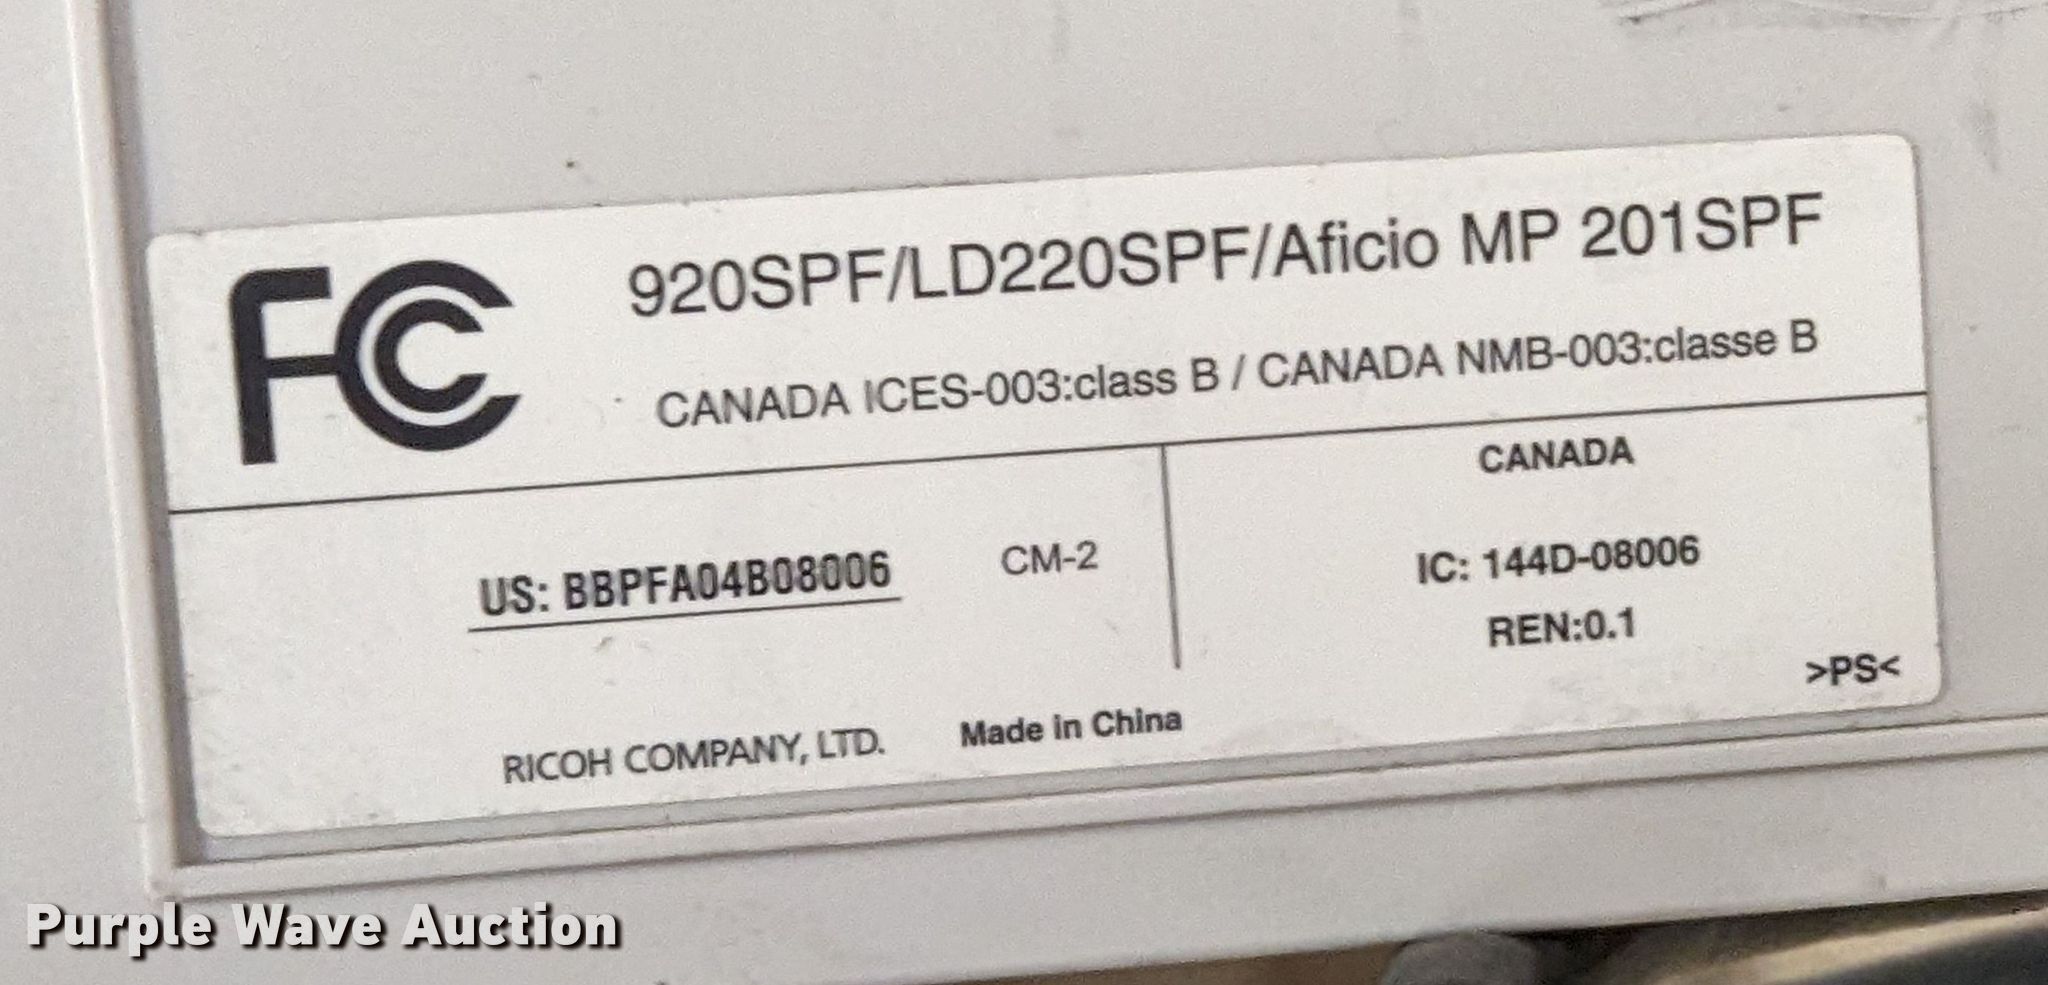 FC
920SPF/LD220SPF/Aficio MP 201SPF
CANADA ICES-003:class B / CANADA NMB-003:classe B
US: BBPFA04B08006
CM-2
CANADA
IC: 144D-08006
REN:0.1
>PS<
RICOH COMPANY, LTD.
Made in China
Purple Wave Auction